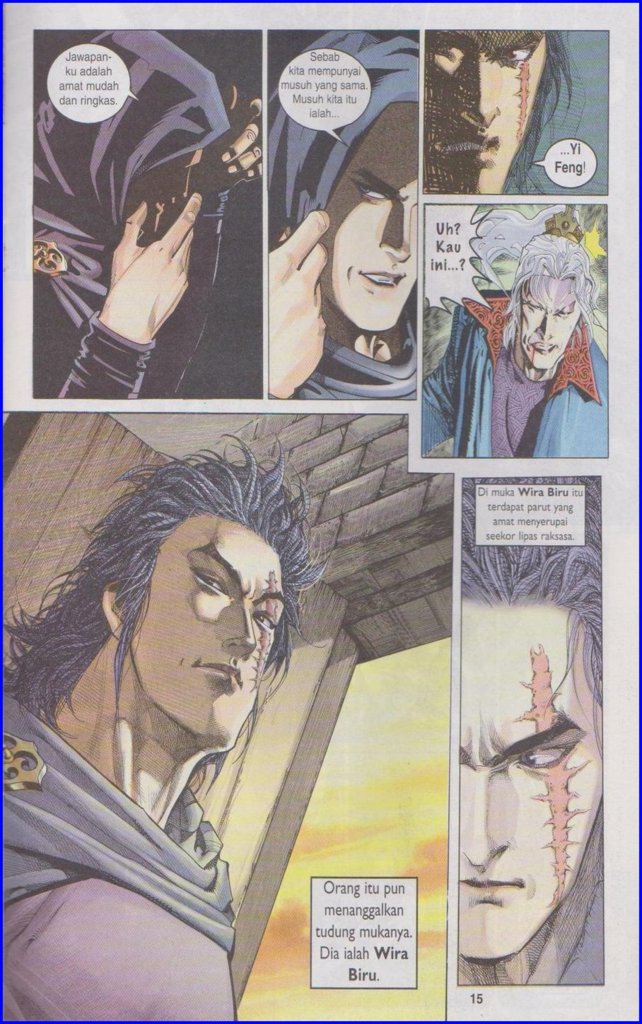 Jawapan-
ku adalah
amat mudah
dan ringkas.
Sebab
kita mempunyai
musuh yang sama.
Musuh kita itu
ialah...
...Yi
Feng!
Uh?
Kau
ini...?
Di muka Wira Biru itu
terdapat parut yang
amat menyerupai
seekor lipas raksasa.
Orang itu pun
menanggalkan
tudung mukanya.
Dia ialah Wira
Biru.
15